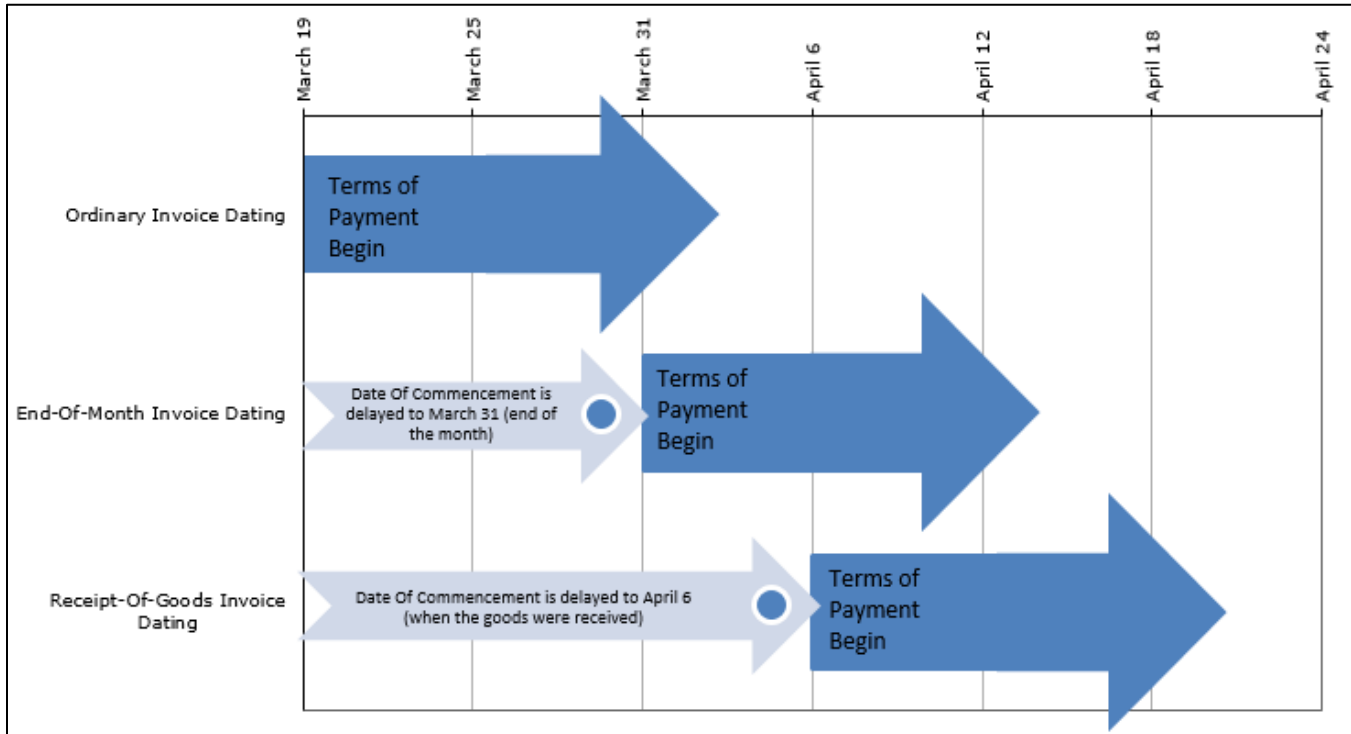 March 19
March 25
March 31
April 6
April 12
April 18
April 24
Ordinary Invoice Dating
Terms of
Payment
Begin
End-Of-Month Invoice Dating
Date Of Commencement is
delayed to March 31 (end of
the month)
Terms of
Payment
Begin
Receipt-Of-Goods Invoice
Dating
Date Of Commencement is delayed to April 6
(when the goods were received)
Terms of
Payment
Begin